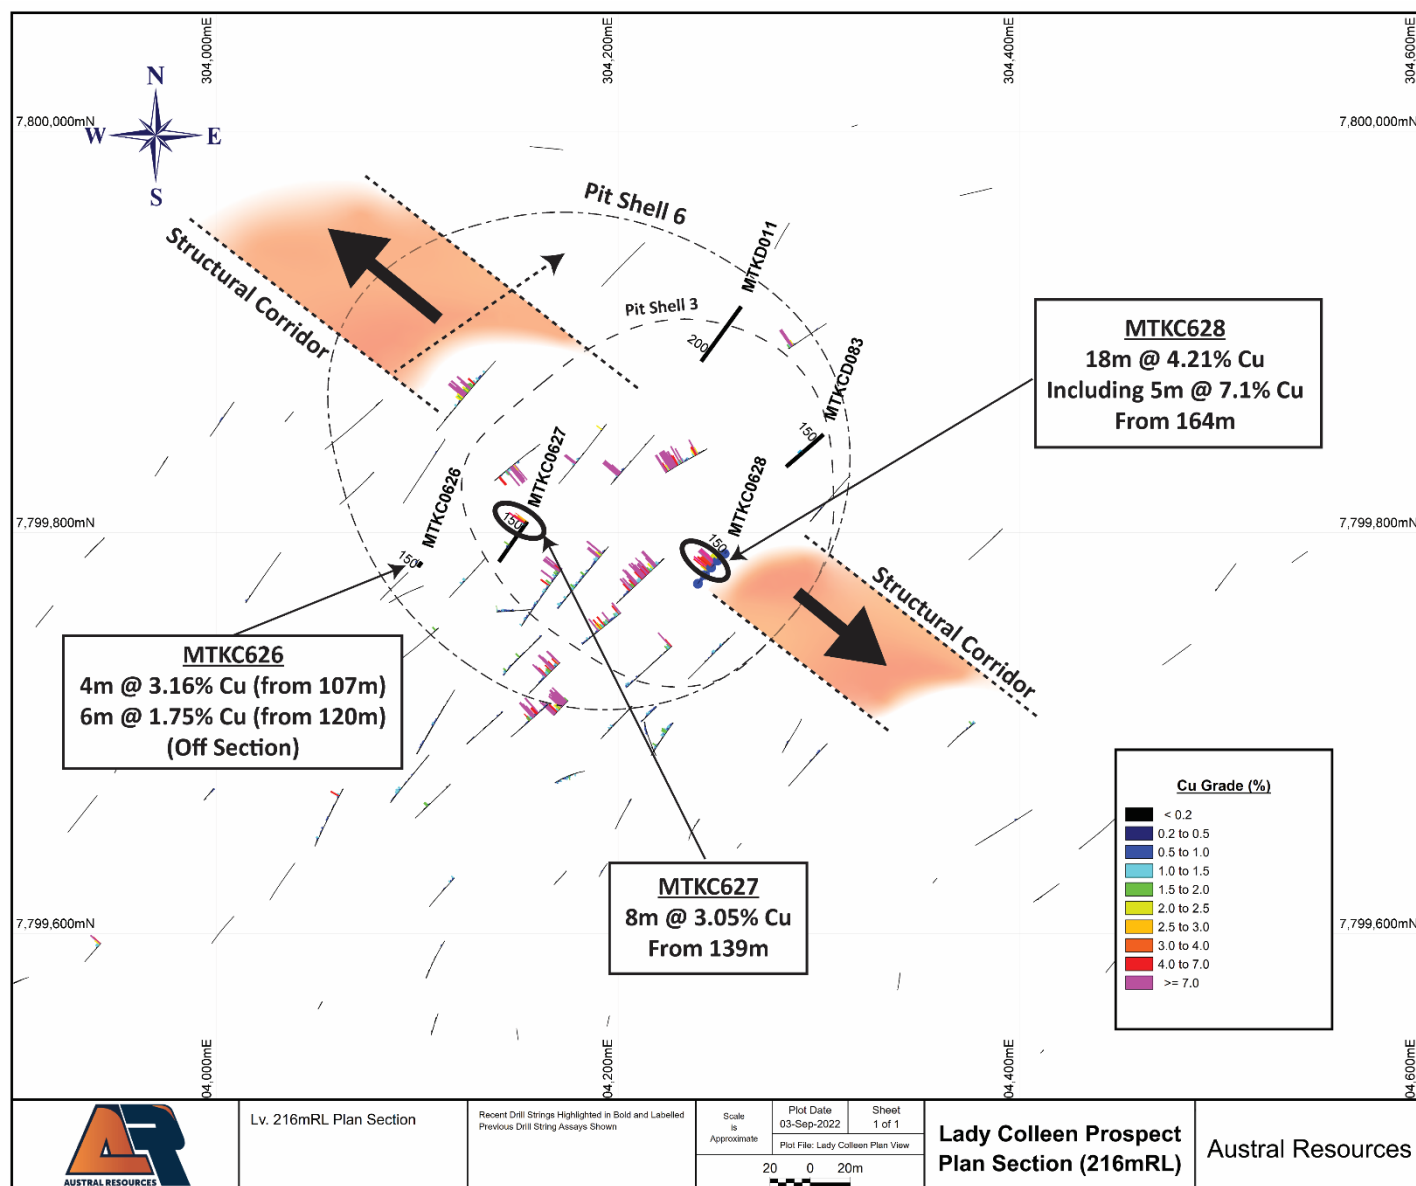 304,000mE
304,200mE
304,400mE
304,600mE
N
W E
S
7,800,000mN
7,800,000mN
Pit Shell 6
Structural Corridor
MTKD011
Pit Shell 3
200
MTKCD083
150
MTKC628
18m @ 4.21% Cu
Including 5m @ 7.1% Cu
From 164m
MTKC0627
150
MTKC0626
150
MTKC0628
150
7,799,800mN
7,799,800mN
Structural Corridor
MTKC626
4m @ 3.16% Cu (from 107m)
6m @ 1.75% Cu (from 120m)
(Off Section)
MTKC627
8m @ 3.05% Cu
From 139m
Cu Grade (%)
< 0.2
0.2 to 0.5
0.5 to 1.0
1.0 to 1.5
1.5 to 2.0
2.0 to 2.5
2.5 to 3.0
3.0 to 4.0
4.0 to 7.0
>= 7.0
7,799,600mN
7,799,600mN
04,000mE
04,200mE
04,400mE
04,600mE
AR
AUSTRAL RESOURCES
Lv. 216mRL Plan Section
Recent Drill Strings Highlighted in Bold and Labelled
Previous Drill String Assays Shown
Scale
is
Approximate
Plot Date
03-Sep-2022
Sheet
1 of 1
Plot File: Lady Colleen Plan View
20 0 20m
Lady Colleen Prospect
Plan Section (216mRL)
Austral Resources